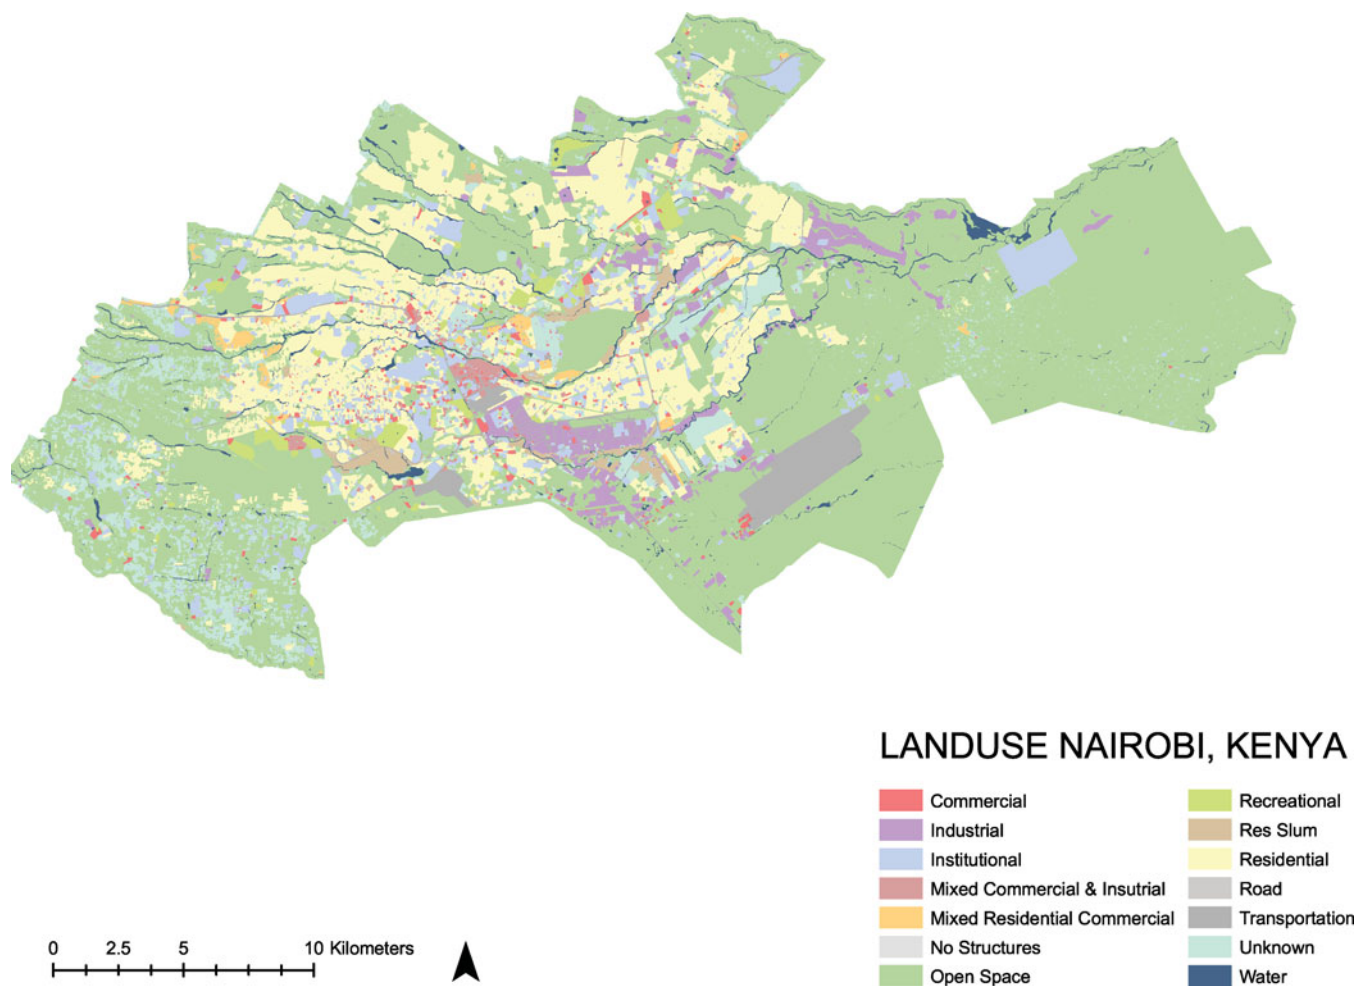 LANDUSE NAIROBI, KENYA
Commercial
Industrial
Institutional
Mixed Commercial & Insutrial
Mixed Residential Commercial
No Structures
Open Space
Recreational
Res Slum
Residential
Road
Transportation
Unknown
Water
0 2.5 5 10 Kilometers